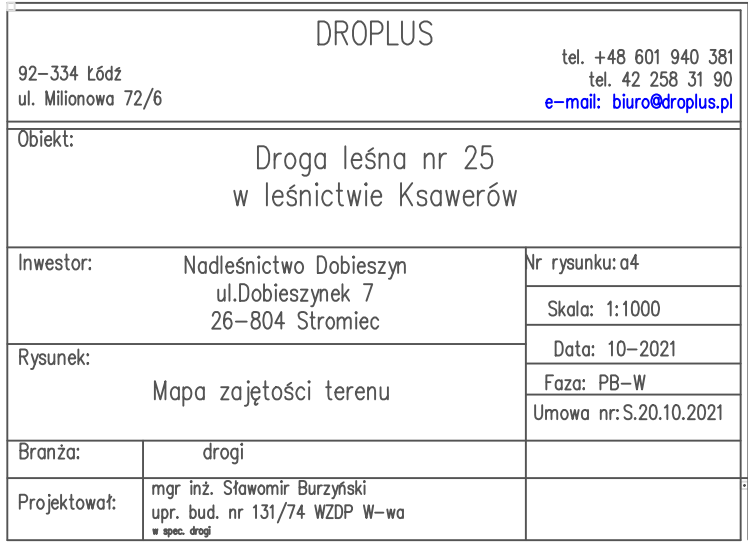 DROPLUS
92-334 Łódź
ul. Milionowa 72/6
tel. +48 601 940 381
tel. 42 258 31 90
e-mail: biuro@droplus.pl
Obiekt:
Droga leśna nr 25
w leśnictwie Ksawerów
Inwestor:
Nadleśnictwo Dobieszyn
ul.Dobieszynek 7
26-804 Stromiec
Nr rysunku: a4
Skala: 1:1000
Data: 10-2021
Faza: PB-W
Umowa nr: S.20.10.2021
Rysunek:
Mapa zajętości terenu
Branża: drogi
Projektował:
mgr inż. Sławomir Burzyński
upr. bud. nr 131/74 WZDP W-wa
w spec. drogi